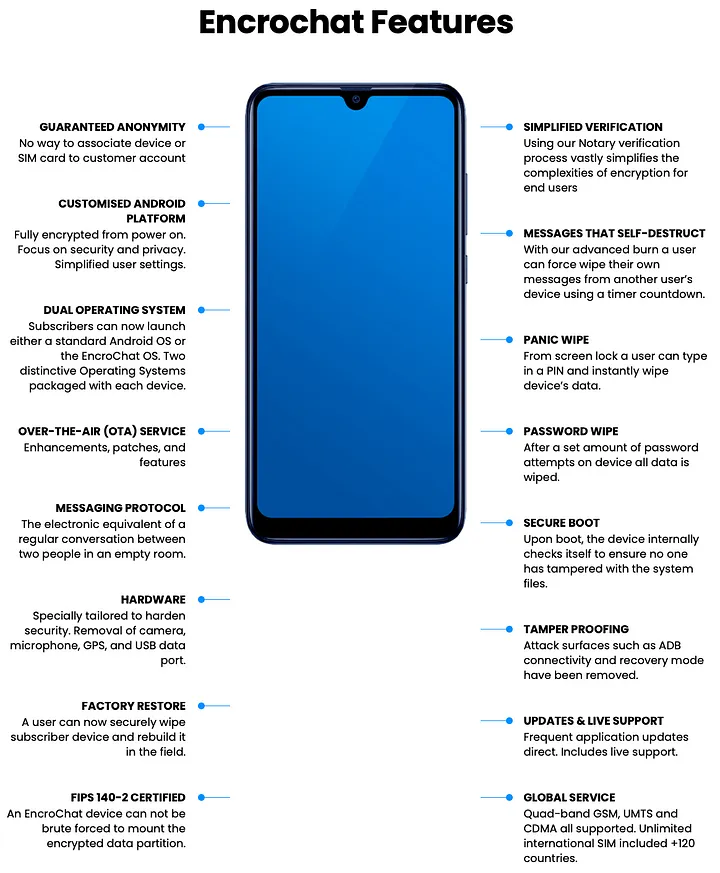 Encrochat Features
GUARANTEED ANONYMITY
No way to associate device or
SIM card to customer account
CUSTOMISED ANDROID
PLATFORM
Fully encrypted from power on.
Focus on security and privacy.
Simplified user settings.
DUAL OPERATING SYSTEM
Subscribers can now launch
either a standard Android OS or
the EncroChat OS. Two
distinctive Operating Systems
packaged with each device.
OVER-THE-AIR (OTA) SERVICE
Enhancements, patches, and
features
MESSAGING PROTOCOL
The electronic equivalent of a
regular conversation between
two people in an empty room.
HARDWARE
Specially tailored to harden
security. Removal of camera,
microphone, GPS, and USB data
port.
FACTORY RESTORE
A user can now securely wipe
subscriber device and rebuild it
in the field.
FIPS 140-2 CERTIFIED
An EncroChat device can not be
brute forced to mount the
encrypted data partition.
SIMPLIFIED VERIFICATION
Using our Notary verification
process vastly simplifies the
complexities of encryption for
end users
MESSAGES THAT SELF-DESTRUCT
With our advanced burn a user
can force wipe their own
messages from another user's
device using a timer countdown.
PANIC WIPE
From screen lock a user can type
in a PIN and instantly wipe
device's data.
PASSWORD WIPE
After a set amount of password
attempts on device all data is
wiped.
SECURE BOOT
Upon boot, the device internally
checks itself to ensure no one
has tampered with the system
files.
TAMPER PROOFING
Attack surfaces such as ADB
connectivity and recovery mode
have been removed.
UPDATES & LIVE SUPPORT
Frequent application updates
direct. Includes live support.
GLOBAL SERVICE
Quad-band GSM, UMTS and
CDMA all supported. Unlimited
international SIM included +120
countries.